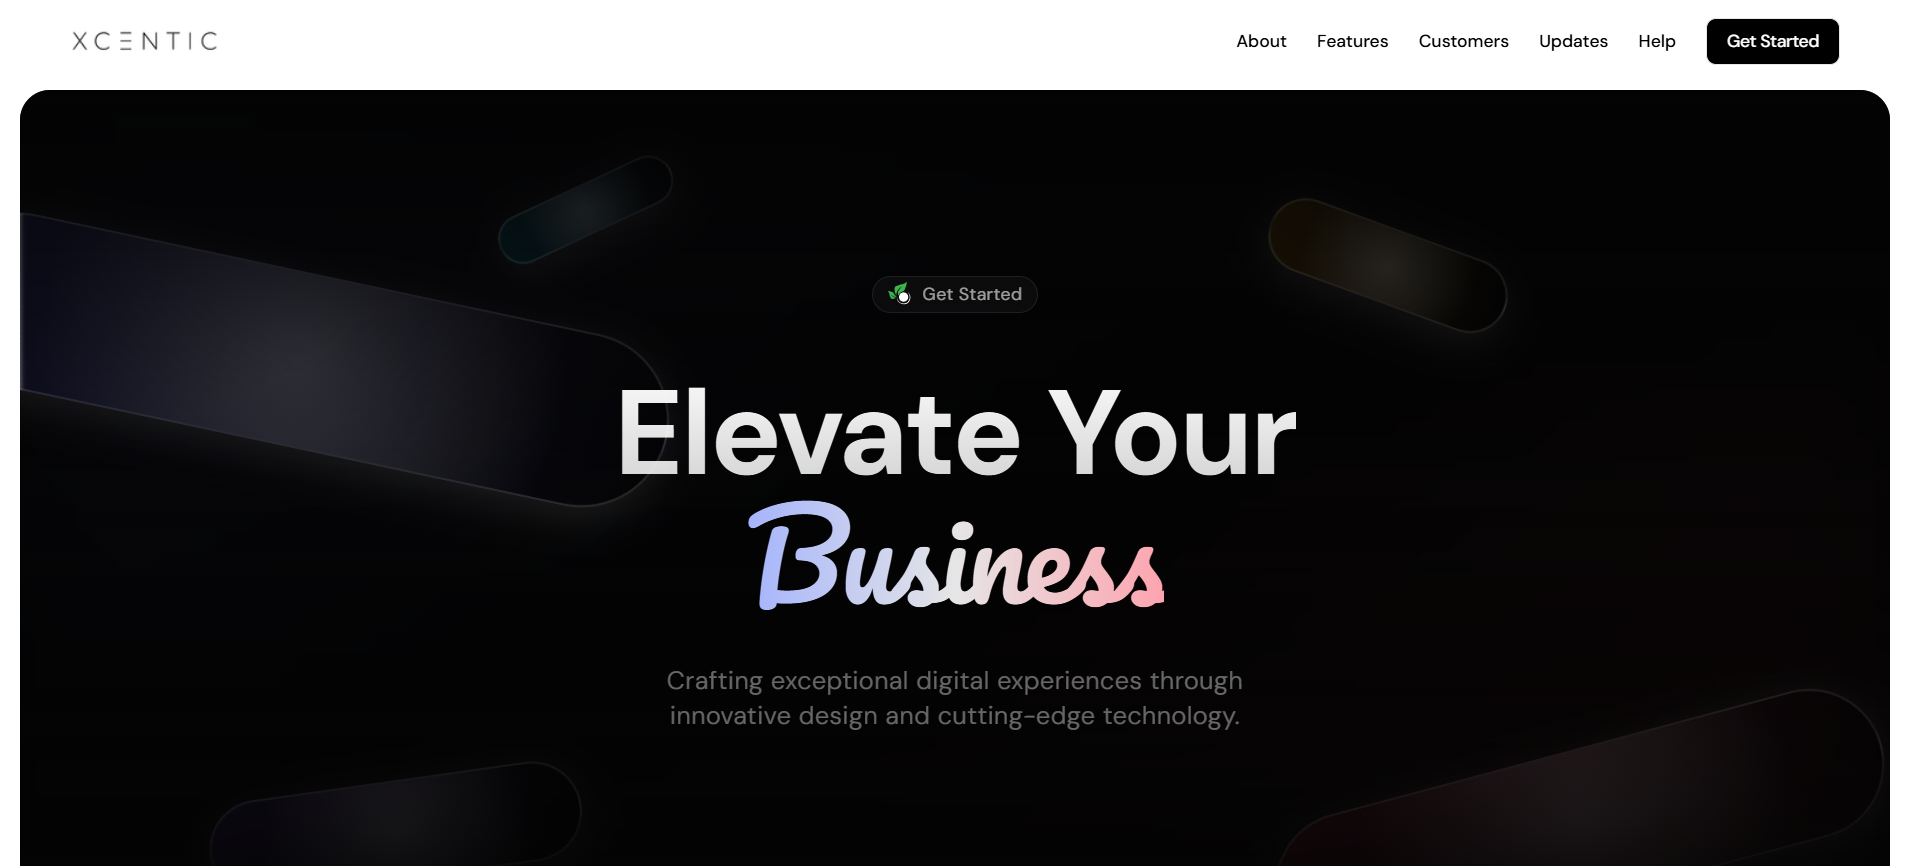 XCENTIC
About Features Customers Updates Help Get Started
Get Started
Elevate Your
Business
Crafting exceptional digital experiences through
innovative design and cutting-edge technology.